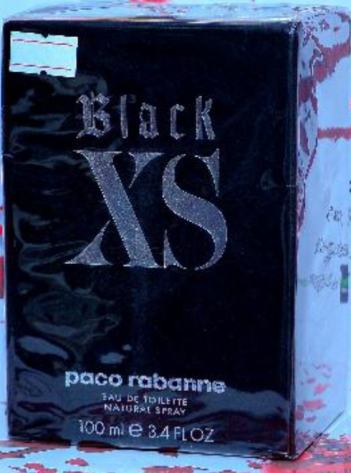 Black
XS
paco rabanne
EAU DE TOILETTE
NATURAL SPRAY
100 ml e 3.4 FL OZ